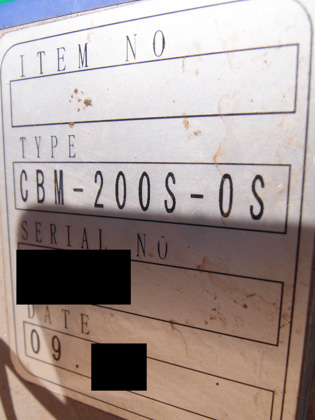 ITEM NO
TYPE
CBM-200S-0S
SERIAL NO
DATE
09.